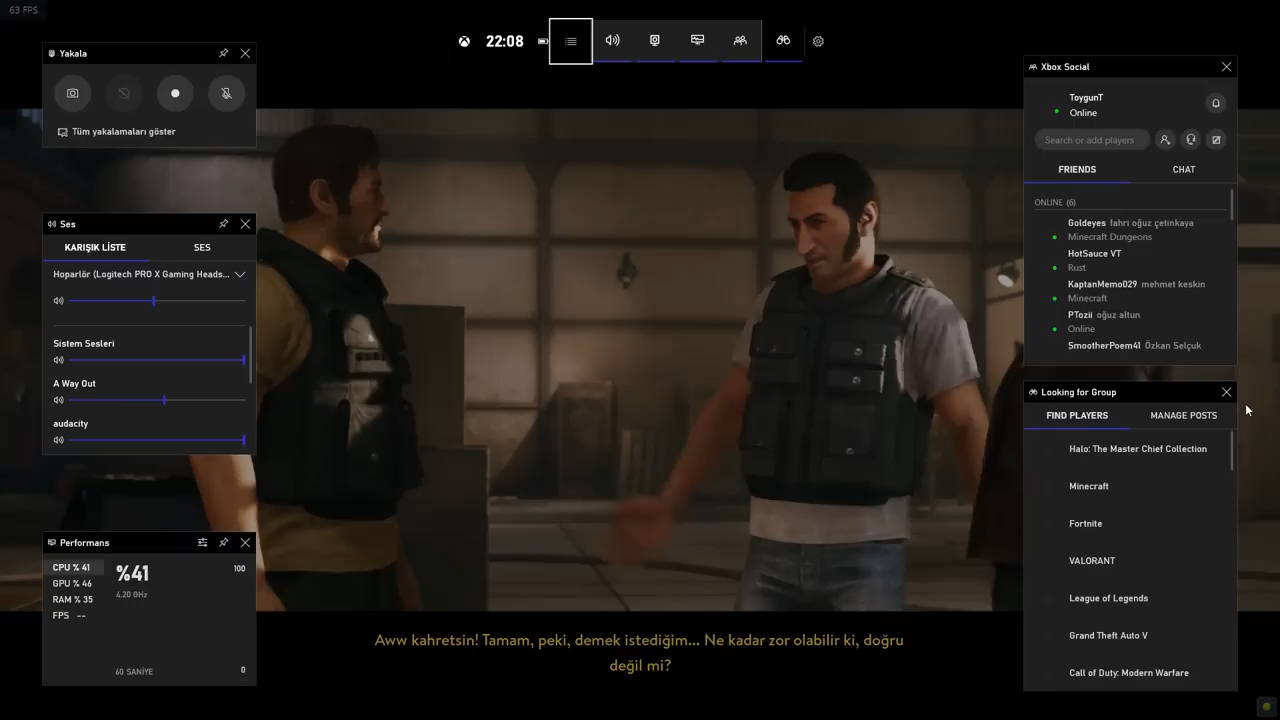 63 FPS
22:08
Yakala
Tüm yakalamaları göster
Ses
KARIŞIK LİSTE
SES
Hoparlör (Logitech PRO X Gaming Heads...
Sistem Sesleri
A Way Out
audacity
Performans
CPU % 41
GPU % 46
RAM % 35
FPS --
%41
4.20 GHz
100
60 SANİYE
0
Xbox Social
ToygunT
Online
Search or add players
FRIENDS
CHAT
ONLINE (6)
Goldeyes fahri oğuz çetinkaya
Minecraft Dungeons
HotSauce VT
Rust
KaptanMemo029 mehmet keskin
Minecraft
PTozii oğuz altun
Online
SmootherPoem41 Özkan Selçuk
Looking for Group
FIND PLAYERS
MANAGE POSTS
Halo: The Master Chief Collection
Minecraft
Fortnite
VALORANT
League of Legends
Grand Theft Auto V
Call of Duty: Modern Warfare
Aww kahretsin! Tamam, peki, demek istediğim... Ne kadar zor olabilir ki, doğru
değil mi?